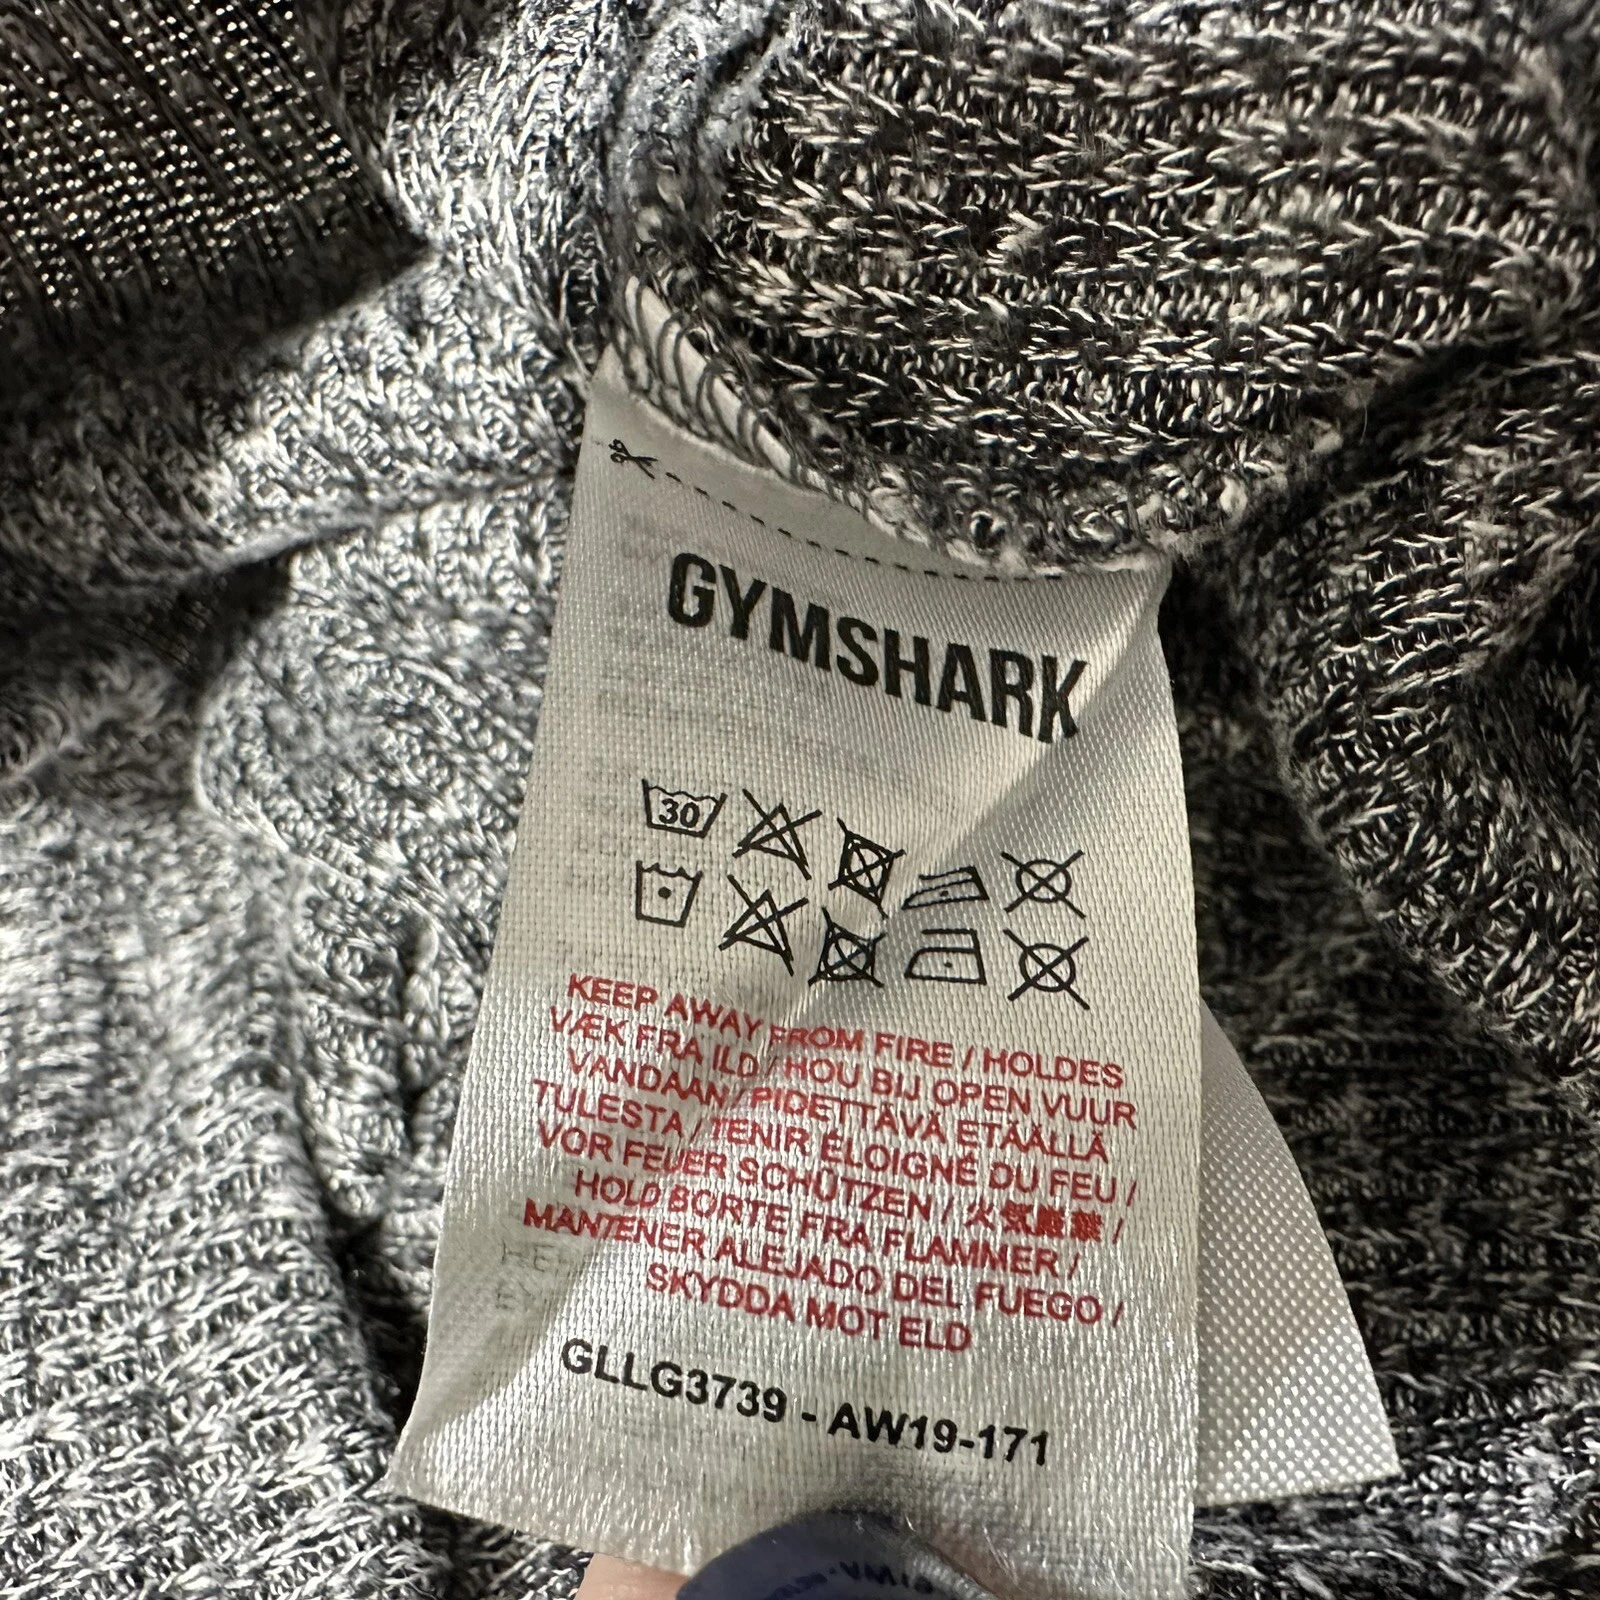 GYMSHARK
30
KEEP AWAY FROM FIRE / HOLDES
VÆK FRA ILD / HOU BIJ OPEN VUUR
VANDAAN / PIDETTÄVÄ ETÄÄLLÄ
TULESTA / TENIR ÉLOIGNÉ DU FEU /
VOR FEUER SCHÜTZEN / 火気厳禁 /
HOLD BORTE FRA FLAMMER /
MANTENER ALEJADO DEL FUEGO /
SKYDDA MOT ELD
GLLG3739 - AW19-171